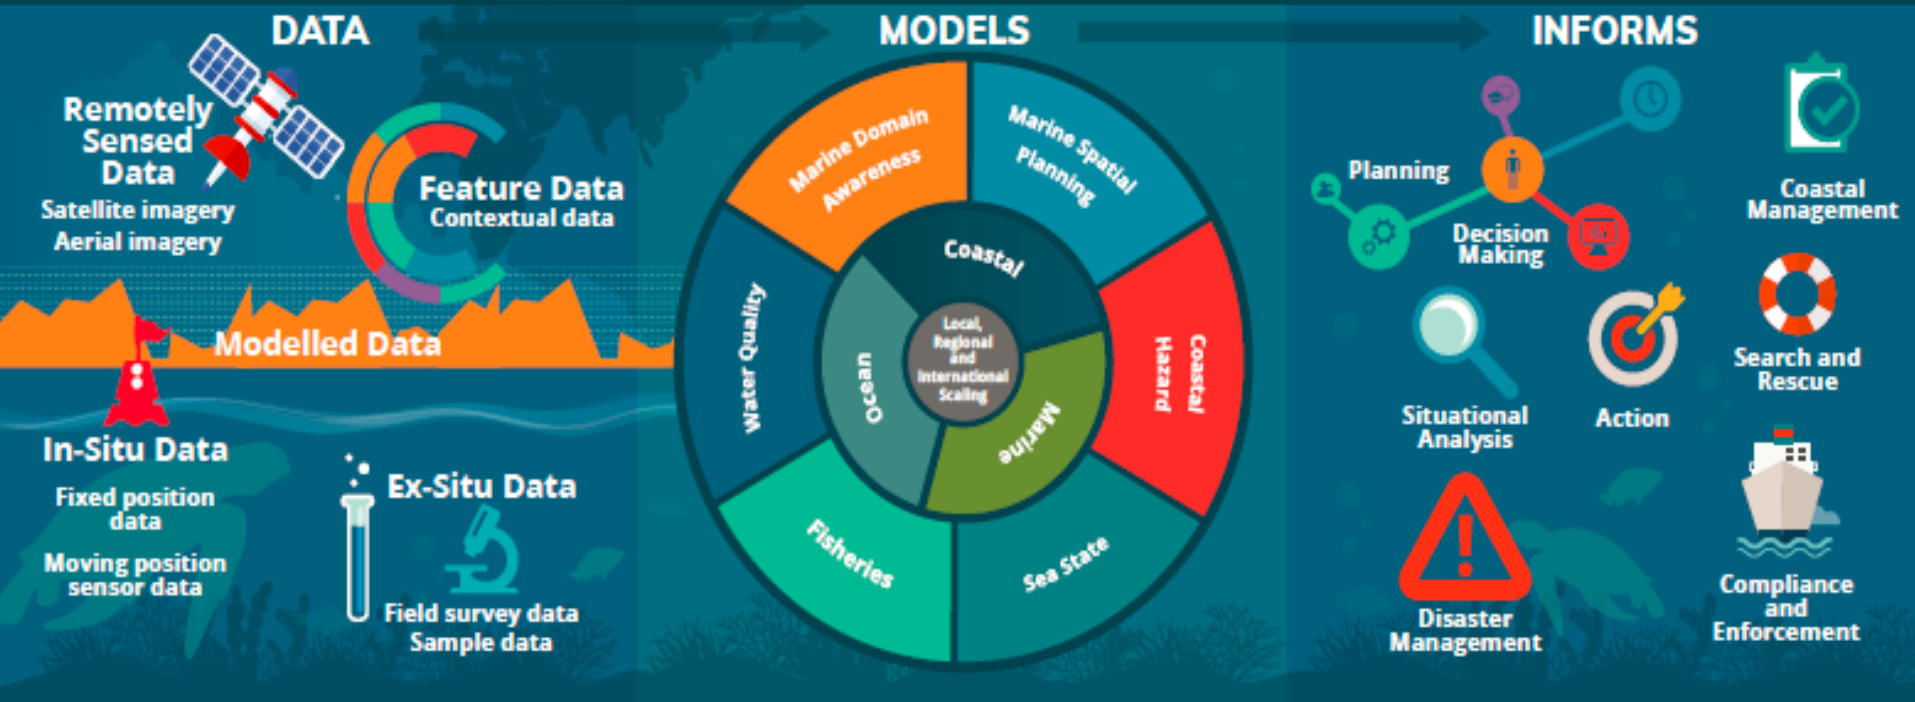 DATA
Remotely
Sensed
Data
Satellite imagery
Aerial imagery
Feature Data
Contextual data
Modelled Data
In-Situ Data
Fixed position
data
Moving position
sensor data
Ex-Situ Data
Field survey data
Sample data
MODELS
Marine Domain
Awareness
Marine Spatial
Planning
Coastal
Hazard
Sea State
Fisheries
Water Quality
Coastal
Marine
Ocean
Local,
Regional
and
International
Scaling
INFORMS
Planning
Decision
Making
Coastal
Management
Situational
Analysis
Action
Search and
Rescue
Disaster
Management
Compliance
and
Enforcement